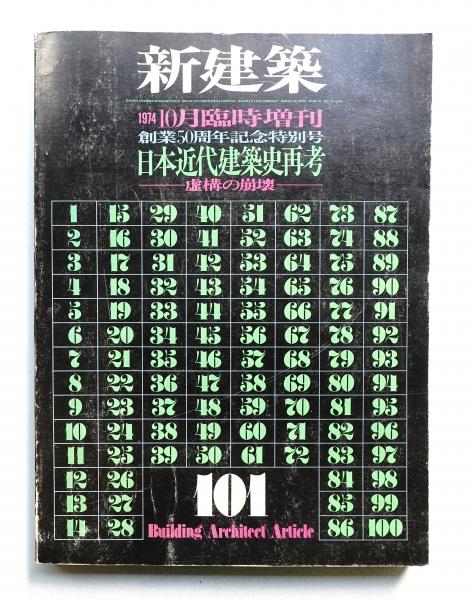 新建築
1974 10月臨時増刊
創業50周年記念特別号
日本近代建築史再考
虚構の崩壊
1 15 29 40 51 62 73 87
2 16 30 41 52 63 74 88
3 17 31 42 53 64 75 89
4 18 32 43 54 65 76 90
5 19 33 44 55 66 77 91
6 20 34 45 56 67 78 92
7 21 35 46 57 68 79 93
8 22 36 47 58 69 80 94
9 23 37 48 59 70 81 95
10 24 38 49 60 71 82 96
11 25 39 50 61 72 83 97
12 26 84 98
13 27 85 99
14 28 86 100
101
Building Architect Article